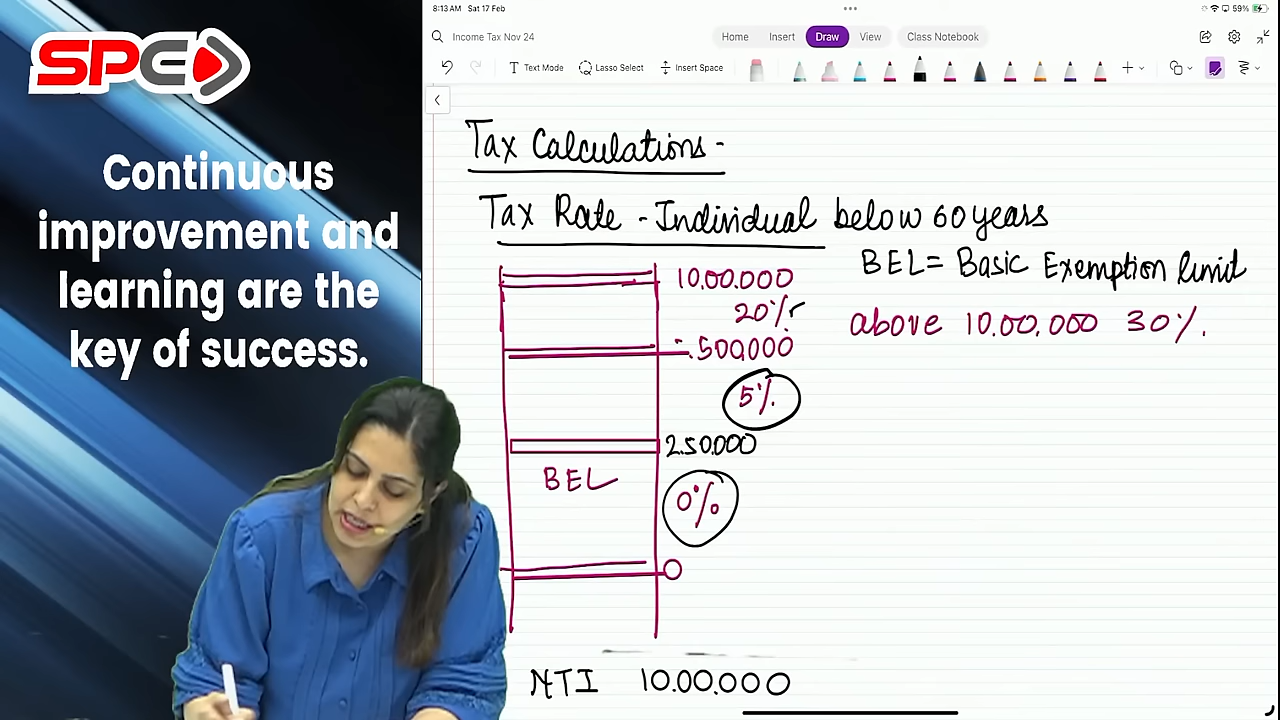 8:13 AM Sat 17 Feb
59%
Income Tax Nov 24
Home Insert Draw View Class Notebook
Text Mode Lasso Select Insert Space
SPC
Continuous
improvement and
learning are the
key of success.
Tax Calculations -
Tax Rate - Individual below 60 years
BEL = Basic Exemption limit
10,00,000
20%
above 10,00,000 30%.
500,000
5%
2,50,000
BEL
0%
0
NTI 10,00,000